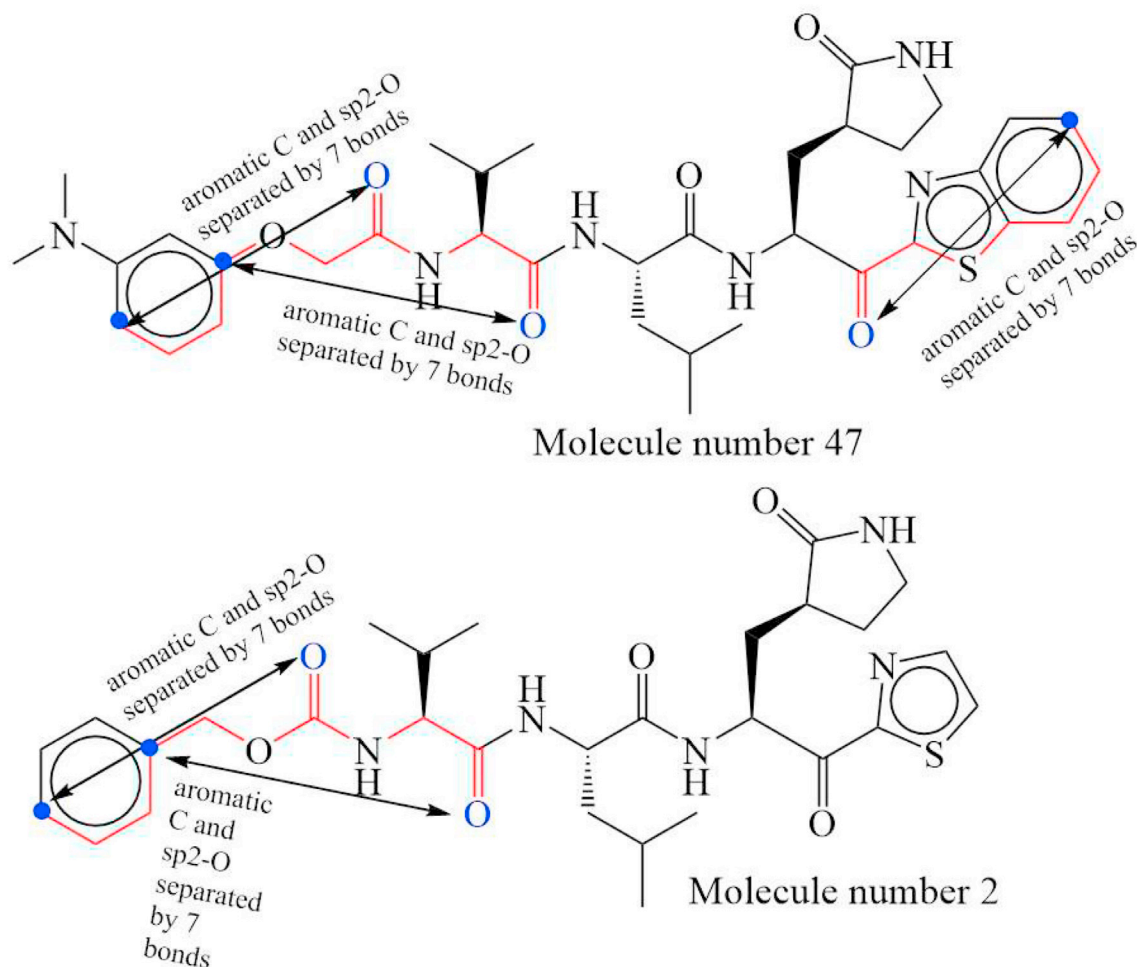 aromatic C and sp2-O
separated by 7 bonds
O
NH
O
O
N
O
N
H
O
H
N
O
N
H
O
N
S
aromatic C and sp2-O
separated by 7 bonds
aromatic C and sp2-O
separated by 7 bonds
Molecule number 47
aromatic C and sp2-O
separated by 7 bonds
O
NH
O
O
N
H
O
H
N
O
N
H
O
N
S
aromatic
C and
sp2-O
separated
by 7
bonds
Molecule number 2